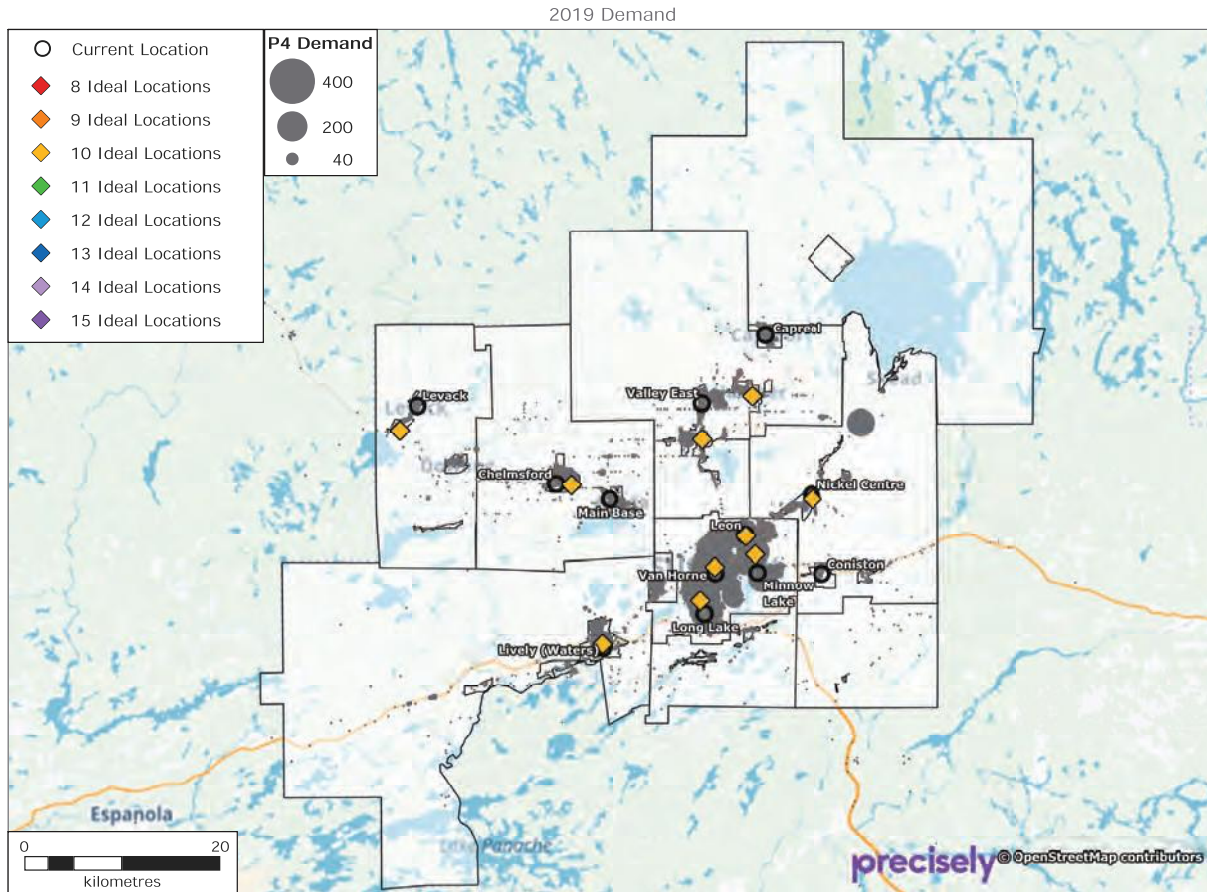 2019 Demand
Current Location
8 Ideal Locations
9 Ideal Locations
10 Ideal Locations
11 Ideal Locations
12 Ideal Locations
13 Ideal Locations
14 Ideal Locations
15 Ideal Locations
P4 Demand
400
200
40
Capreol
Levack
Valley East
Chelmsford
Main Base
Nickel Centre
Leon
Van Horne
Minnow
Lake
Coniston
Long Lake
Lively (Waters)
Espanola
Lake Panache
0 20
kilometres
precisely
© OpenStreetMap contributors